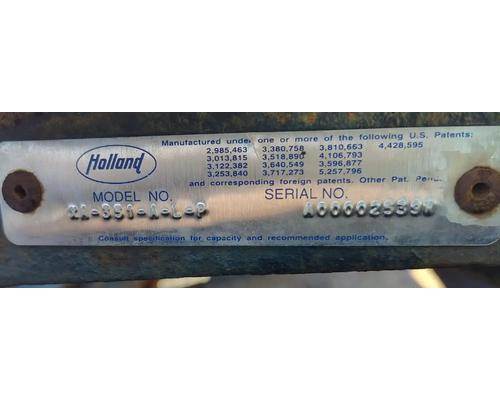 Holland
Manufactured under one or more of the following U.S. Patents:
2,985,463 3,380,758 3,810,663 4,428,595
3,013,815 3,518,890 4,106,793
3,122,382 3,640,549 3,596,877
3,253,840 3,717,273 5,257,796
and corresponding foreign patents. Other Pat. Pend.
MODEL NO. SERIAL NO.
RA-351-A-L-P
Consult specification for capacity and recommended application.